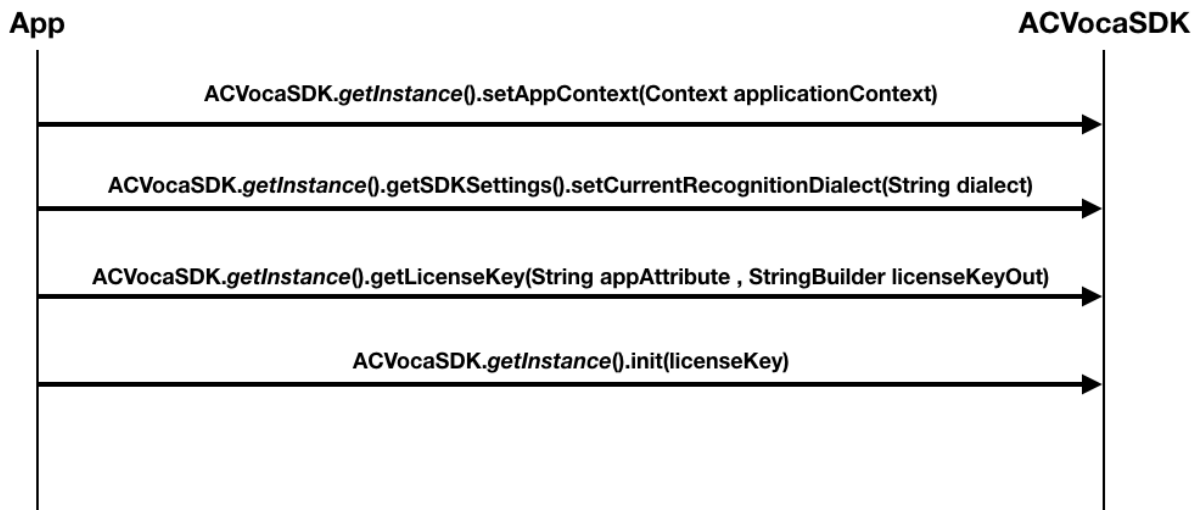 App
ACVocaSDK
ACVocaSDK.getInstance().setAppContext(Context applicationContext)
ACVocaSDK.getInstance().getSDKSettings().setCurrentRecognitionDialect(String dialect)
ACVocaSDK.getInstance().getLicenseKey(String appAttribute , StringBuilder licenseKeyOut)
ACVocaSDK.getInstance().init(licenseKey)